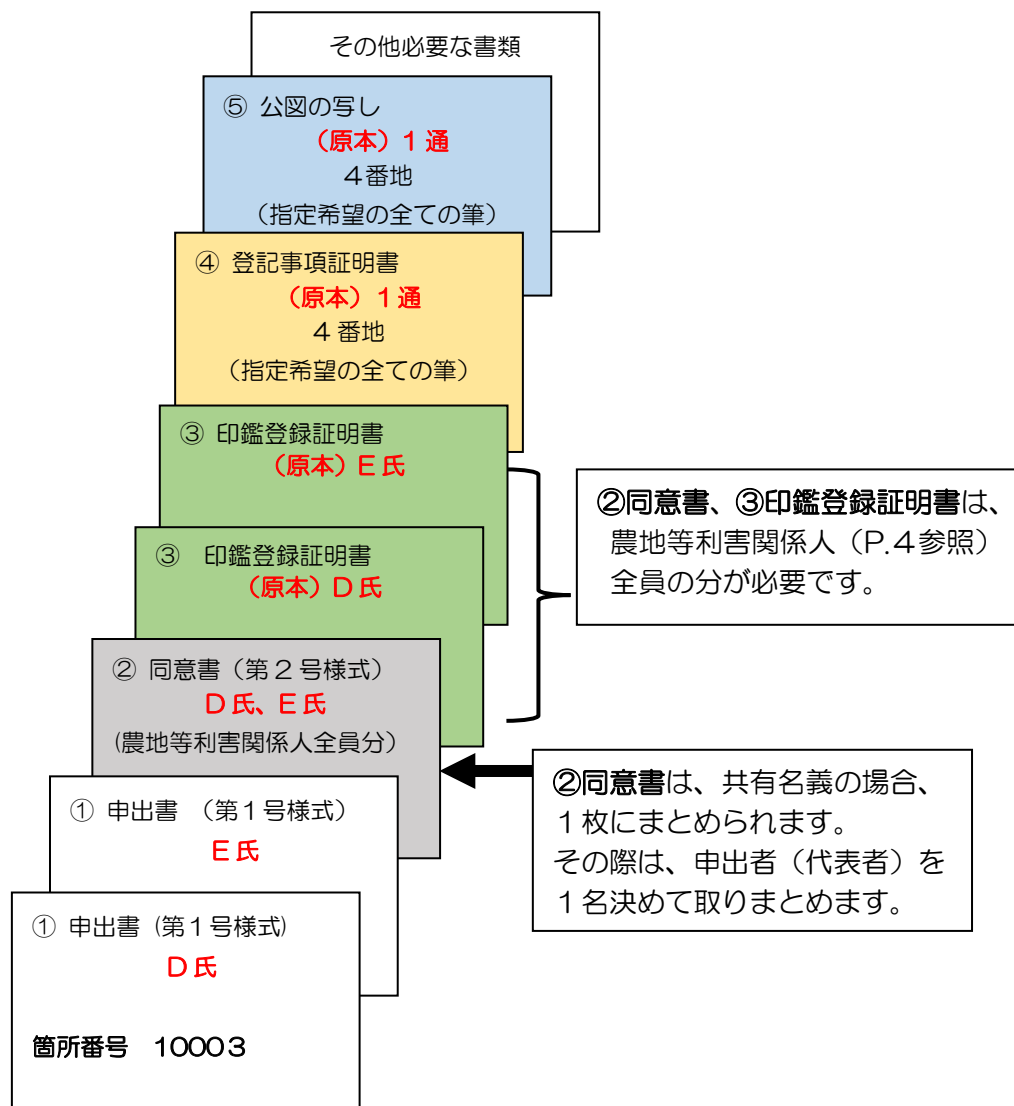 その他必要な書類
⑤ 公図の写し
（原本）１通
４番地
（指定希望の全ての筆）
④ 登記事項証明書
（原本）１通
４番地
（指定希望の全ての筆）
③ 印鑑登録証明書
（原本）Ｅ氏
③ 印鑑登録証明書
（原本）Ｄ氏
②同意書、③印鑑登録証明書は、
農地等利害関係人（P.４参照）
全員の分が必要です。
② 同意書（第２号様式）
Ｄ氏、Ｅ氏
(農地等利害関係人全員分）
②同意書は、共有名義の場合、
１枚にまとめられます。
その際は、申出者（代表者）を
１名決めて取りまとめます。
① 申出書 （第１号様式）
Ｅ氏
① 申出書 (第１号様式)
Ｄ氏
箇所番号　１０００３